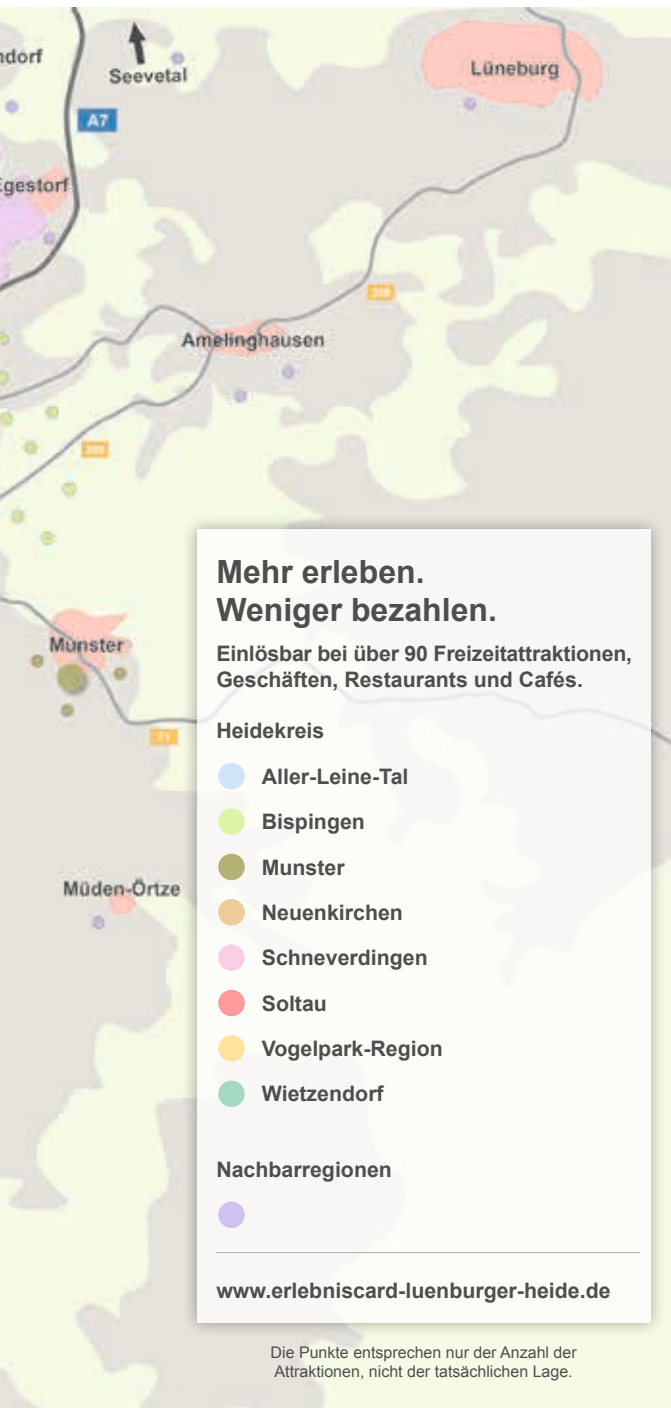 ndorf
Seevetal
Lüneburg
A7
Egestorf
209
Amelinghausen
Munster
71
Müden-Örtze
Mehr erleben.
Weniger bezahlen.
Einlösbar bei über 90 Freizeitattraktionen,
Geschäften, Restaurants und Cafés.
Heidekreis
Aller-Leine-Tal
Bispingen
Munster
Neuenkirchen
Schneverdingen
Soltau
Vogelpark-Region
Wietzendorf
Nachbarregionen
www.erlebniscard-luenburger-heide.de
Die Punkte entsprechen nur der Anzahl der
Attraktionen, nicht der tatsächlichen Lage.